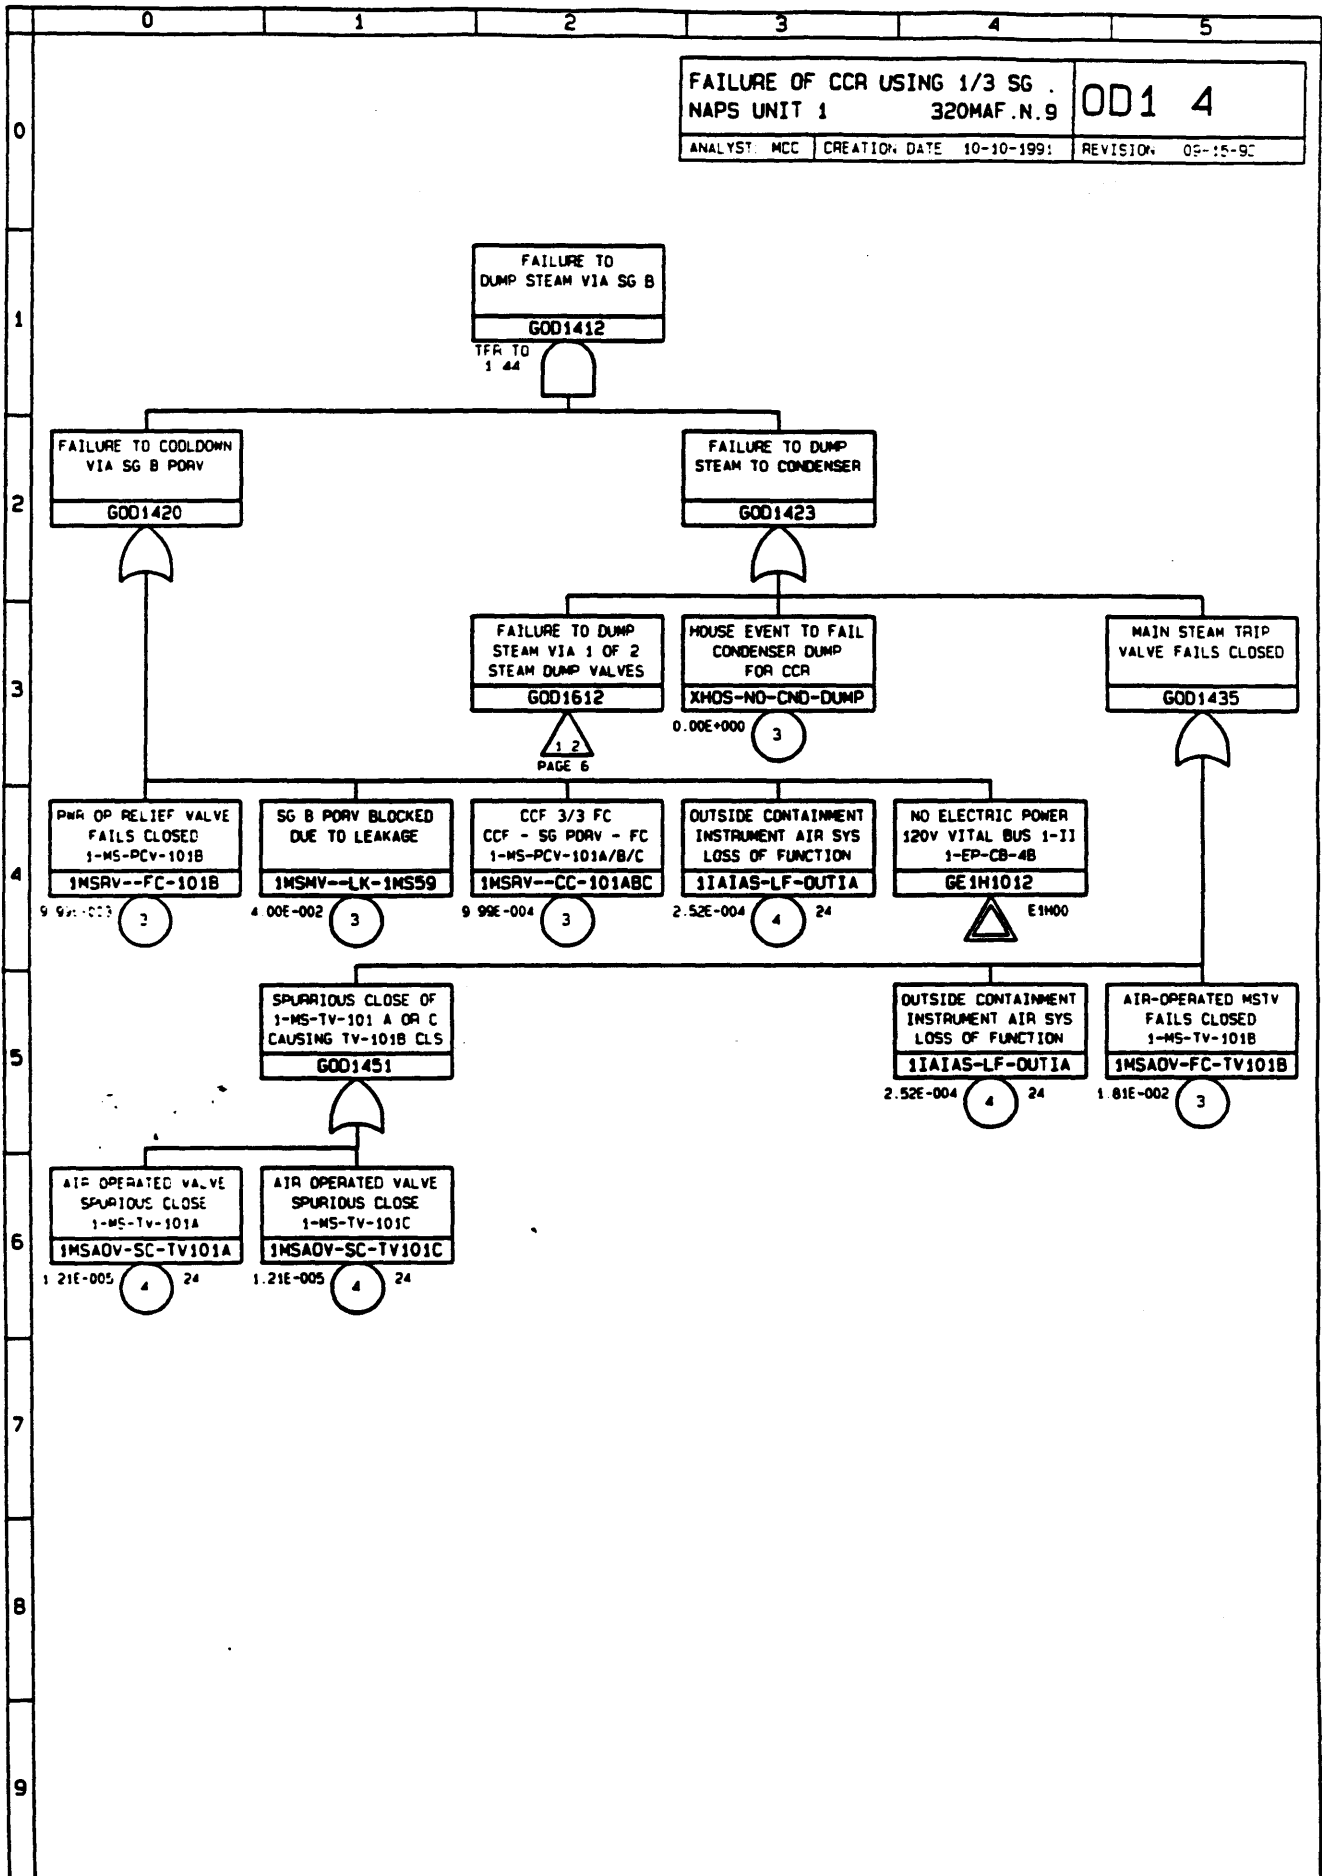 0 1 2 3 4 5
FAILURE OF CCR USING 1/3 SG .
NAPS UNIT 1 320MAF.N.9
OD1 4
ANALYST: MCC CREATION DATE 10-10-1991 REVISION
0
FAILURE TO
DUMP STEAM VIA SG B
1
GOD1412
TFR TO
1 44
FAILURE TO COOLDOWN
VIA SG B PORV
GOD1420
FAILURE TO DUMP
STEAM TO CONDENSER
GOD1423
2
FAILURE TO DUMP
STEAM VIA 1 OF 2
STEAM DUMP VALVES
GOD1612
1 2
PAGE 6
HOUSE EVENT TO FAIL
CONDENSER DUMP
FOR CCR
XHOS-NO-CND-DUMP
0.00E+000
3
MAIN STEAM TRIP
VALVE FAILS CLOSED
GOD1435
3
PWR OP RELIEF VALVE
FAILS CLOSED
1-MS-PCV-101B
1MSRV--FC-101B
3
SG B PORV BLOCKED
DUE TO LEAKAGE
1MSMV--LK-1MS59
4.00E-002
3
CCF 3/3 FC
CCF - SG PORV - FC
1-MS-PCV-101A/B/C
1MSRV--CC-101ABC
9 99E-004
3
OUTSIDE CONTAINMENT
INSTRUMENT AIR SYS
LOSS OF FUNCTION
1IAIAS-LF-OUTIA
2.52E-004
4
24
NO ELECTRIC POWER
120V VITAL BUS 1-II
1-EP-CB-4B
GE1H1012
E1H00
4
SPURRIOUS CLOSE OF
1-MS-TV-101 A OR C
CAUSING TV-101B CLS
GOD1451
OUTSIDE CONTAINMENT
INSTRUMENT AIR SYS
LOSS OF FUNCTION
1IAIAS-LF-OUTIA
2.52E-004
4
24
AIR-OPERATED MSTV
FAILS CLOSED
1-MS-TV-101B
1MSAOV-FC-TV101B
1.81E-002
3
5
AIR OPERATED VALVE
SPURIOUS CLOSE
1-MS-TV-101A
1MSAOV-SC-TV101A
1 21E-005
4
24
AIR OPERATED VALVE
SPURIOUS CLOSE
1-MS-TV-101C
1MSAOV-SC-TV101C
1.21E-005
4
24
6
7
8
9